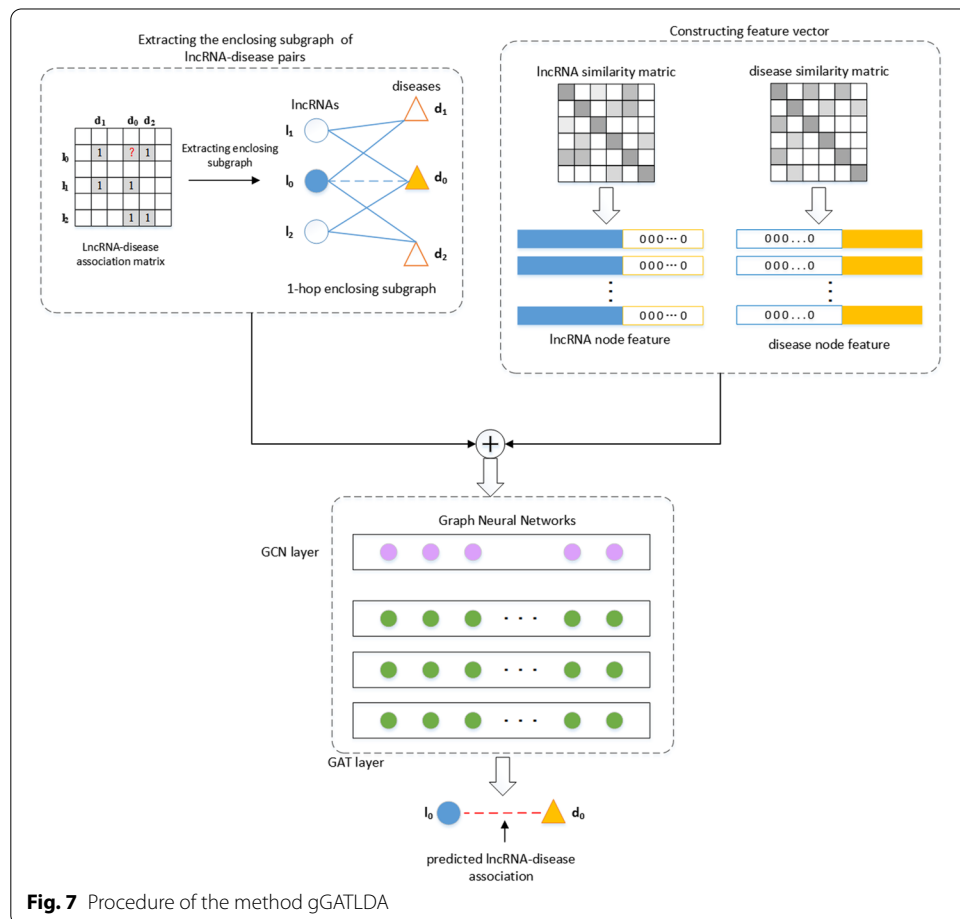 Extracting the enclosing subgraph of
lncRNA-disease pairs
d1 d0 d2
l0 1 ? 1
l1 1 1
l2 1 1
LncRNA-disease
association matrix
Extracting enclosing
subgraph
lncRNAs
diseases
l1
d1
l0
d0
l2
d2
1-hop enclosing subgraph
Constructing feature vector
lncRNA similarity matric
disease similarity matric
000···0
000...0
000···0
000...0
000···0
000...0
lncRNA node feature
disease node feature
+
Graph Neural Networks
GCN layer
· · ·
· · ·
· · ·
GAT layer
l0
d0
predicted lncRNA-disease
association
Fig. 7 Procedure of the method gGATLDA